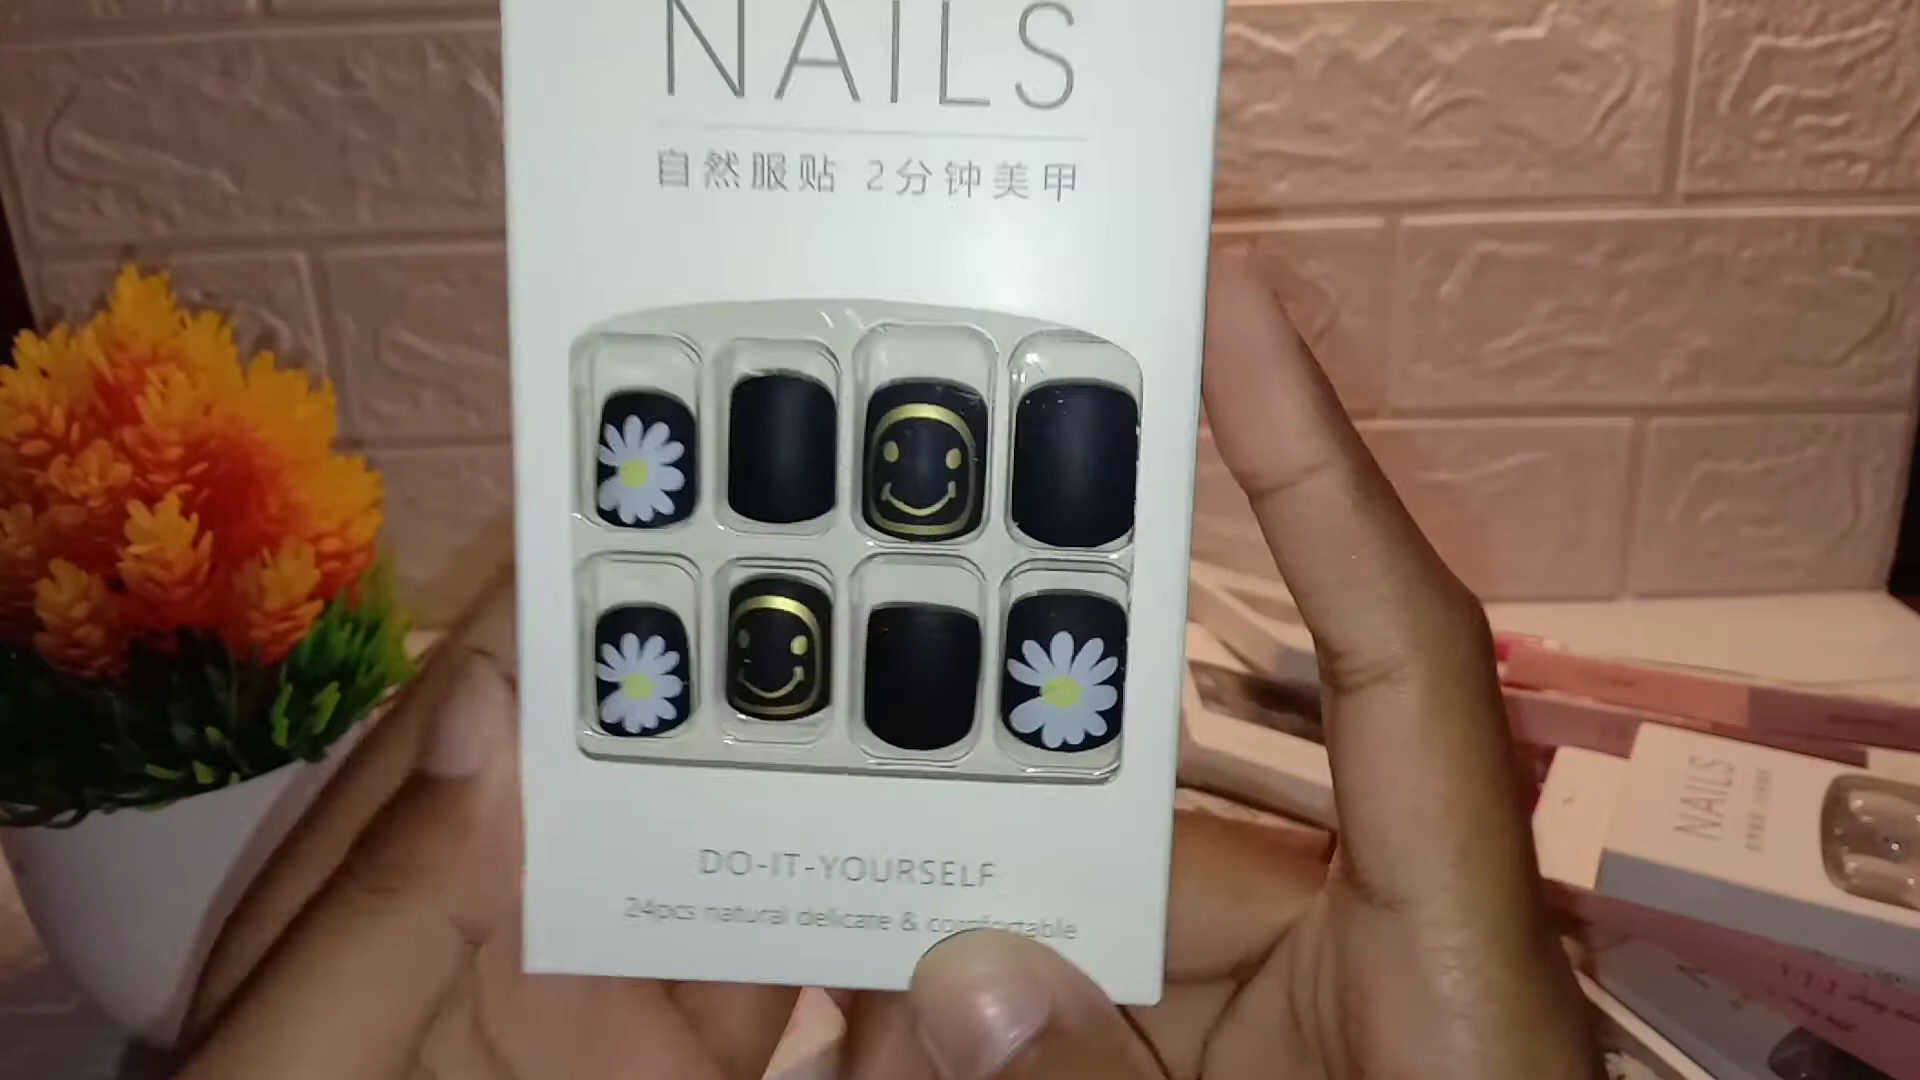 NAILS
自然服贴 2分钟美甲
DO-IT-YOURSELF
24pcs natural delicate & comfortable
NAILS